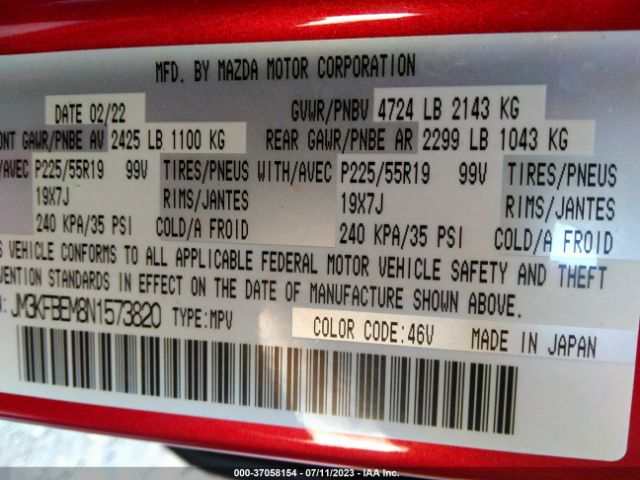 MFD. BY MAZDA MOTOR CORPORATION
DATE 02/22 GVWR/PNBV 4724 LB 2143 KG
GAWR/PNBE AV 2425 LB 1100 KG REAR GAWR/PNBE AR 2299 LB 1043 KG
P225/55R19 99V TIRES/PNEUS WITH/AVEC P225/55R19 99V TIRES/PNEUS
19X7J RIMS/JANTES 19X7J RIMS/JANTES
240 KPA/35 PSI COLD/A FROID 240 KPA/35 PSI COLD/A FROID
VEHICLE CONFORMS TO ALL APPLICABLE FEDERAL MOTOR VEHICLE SAFETY AND THEFT
STANDARDS IN EFFECT ON THE DATE OF MANUFACTURE SHOWN ABOVE.
JM3KFBEM8N1573820 TYPE:MPV COLOR CODE:46V MADE IN JAPAN
000-37058154 - 07/11/2023 - IAA Inc.